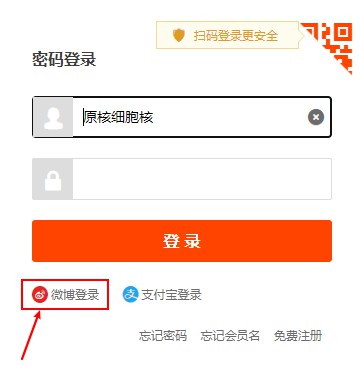 扫码登录更安全
密码登录
原核细胞核
登录
微博登录 支付宝登录
忘记密码 忘记会员名 免费注册